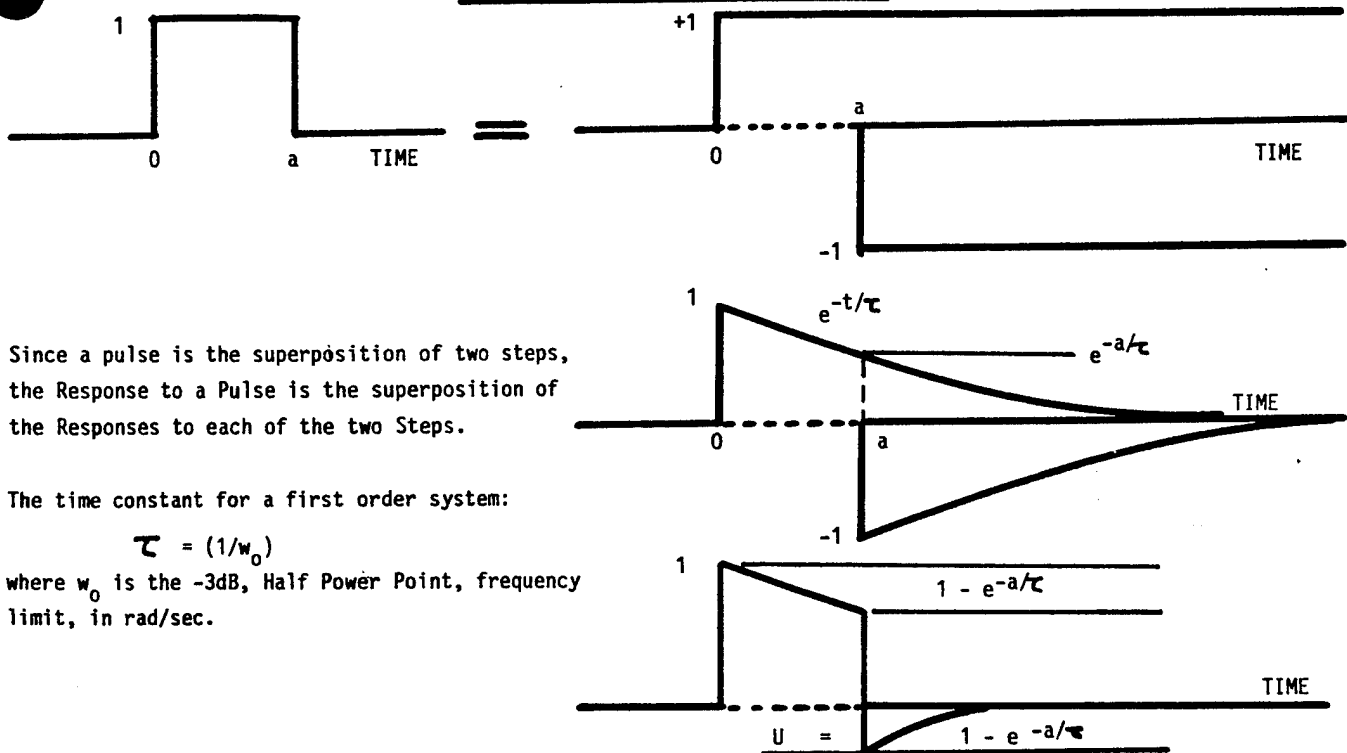 1
0 a TIME
+1
a
0 TIME
-1
Since a pulse is the superposition of two steps,
the Response to a Pulse is the superposition of
the Responses to each of the two Steps.
The time constant for a first order system:
τ = (1/w₀)
where w₀ is the -3dB, Half Power Point, frequency
limit, in rad/sec.
1
e^-t/τ
e^-a/τ
TIME
0 a
-1
1
1 - e^-a/τ
TIME
U = 1 - e^-a/τ